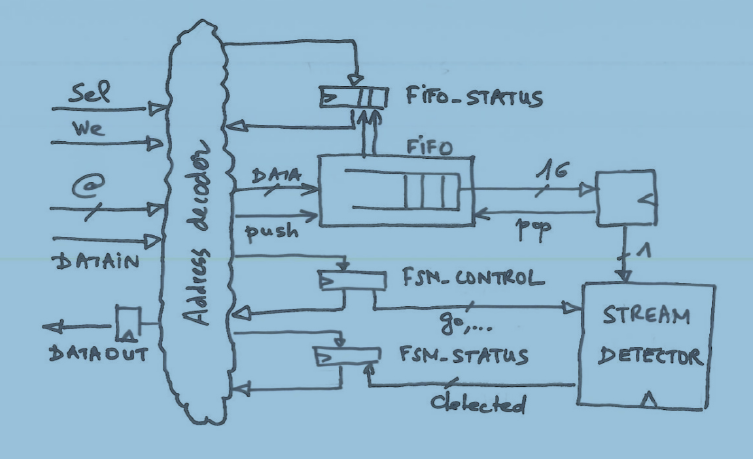 Sel
We
@
DATAIN
DATAOUT
Address decoder
FIFO_STATUS
FIFO
DATA
push
16
pop
1
FSM_CONTROL
go,...
STREAM
DETECTOR
FSM_STATUS
detected